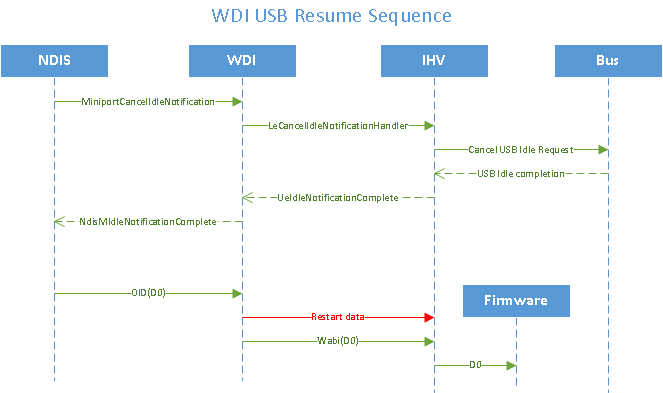 WDI USB Resume Sequence
NDIS
WDI
IHV
Bus
MiniportCancelIdleNotification
LeCancelIdleNotificationHandler
Cancel USB Idle Request
USB Idle completion
UeIdleNotificationComplete
NdisMIdleNotificationComplete
OID(D0)
Firmware
Restart data
Wabi(D0)
D0